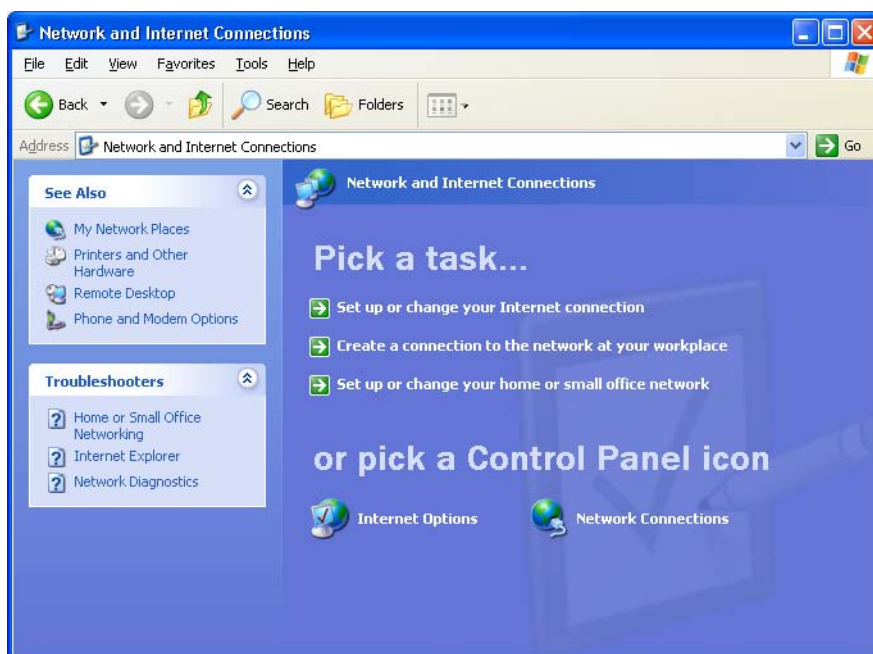 Network and Internet Connections
File Edit View Favorites Tools Help
Back Search Folders
Address Network and Internet Connections Go
See Also
My Network Places
Printers and Other
Hardware
Remote Desktop
Phone and Modem Options
Troubleshooters
Home or Small Office
Networking
Internet Explorer
Network Diagnostics
Network and Internet Connections
Pick a task...
Set up or change your Internet connection
Create a connection to the network at your workplace
Set up or change your home or small office network
or pick a Control Panel icon
Internet Options Network Connections